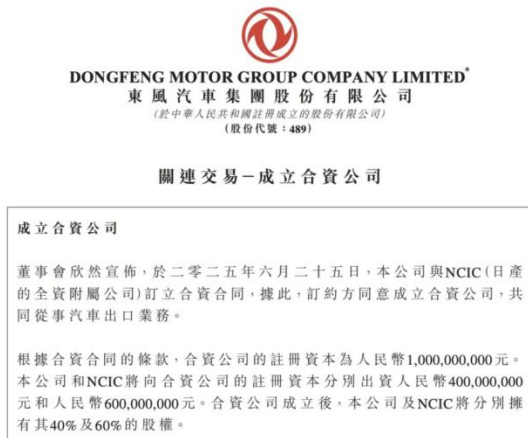 DONGFENG MOTOR GROUP COMPANY LIMITED*
東風汽車集團股份有限公司
(於中華人民共和國註冊成立的股份有限公司)
(股份代號：489)
關連交易－成立合資公司
成立合資公司
董事會欣然宣佈，於二零二五年六月二十五日，本公司與NCIC(日產
的全資附屬公司)訂立合資合同，據此，訂約方同意成立合資公司，共
同從事汽車出口業務。
根據合資合同的條款，合資公司的註冊資本為人民幣1,000,000,000元。
本公司和NCIC將向合資公司的註冊資本分別出資人民幣400,000,000
元和人民幣600,000,000元。合資公司成立後，本公司及NCIC將分別擁
有其40%及60%的股權。